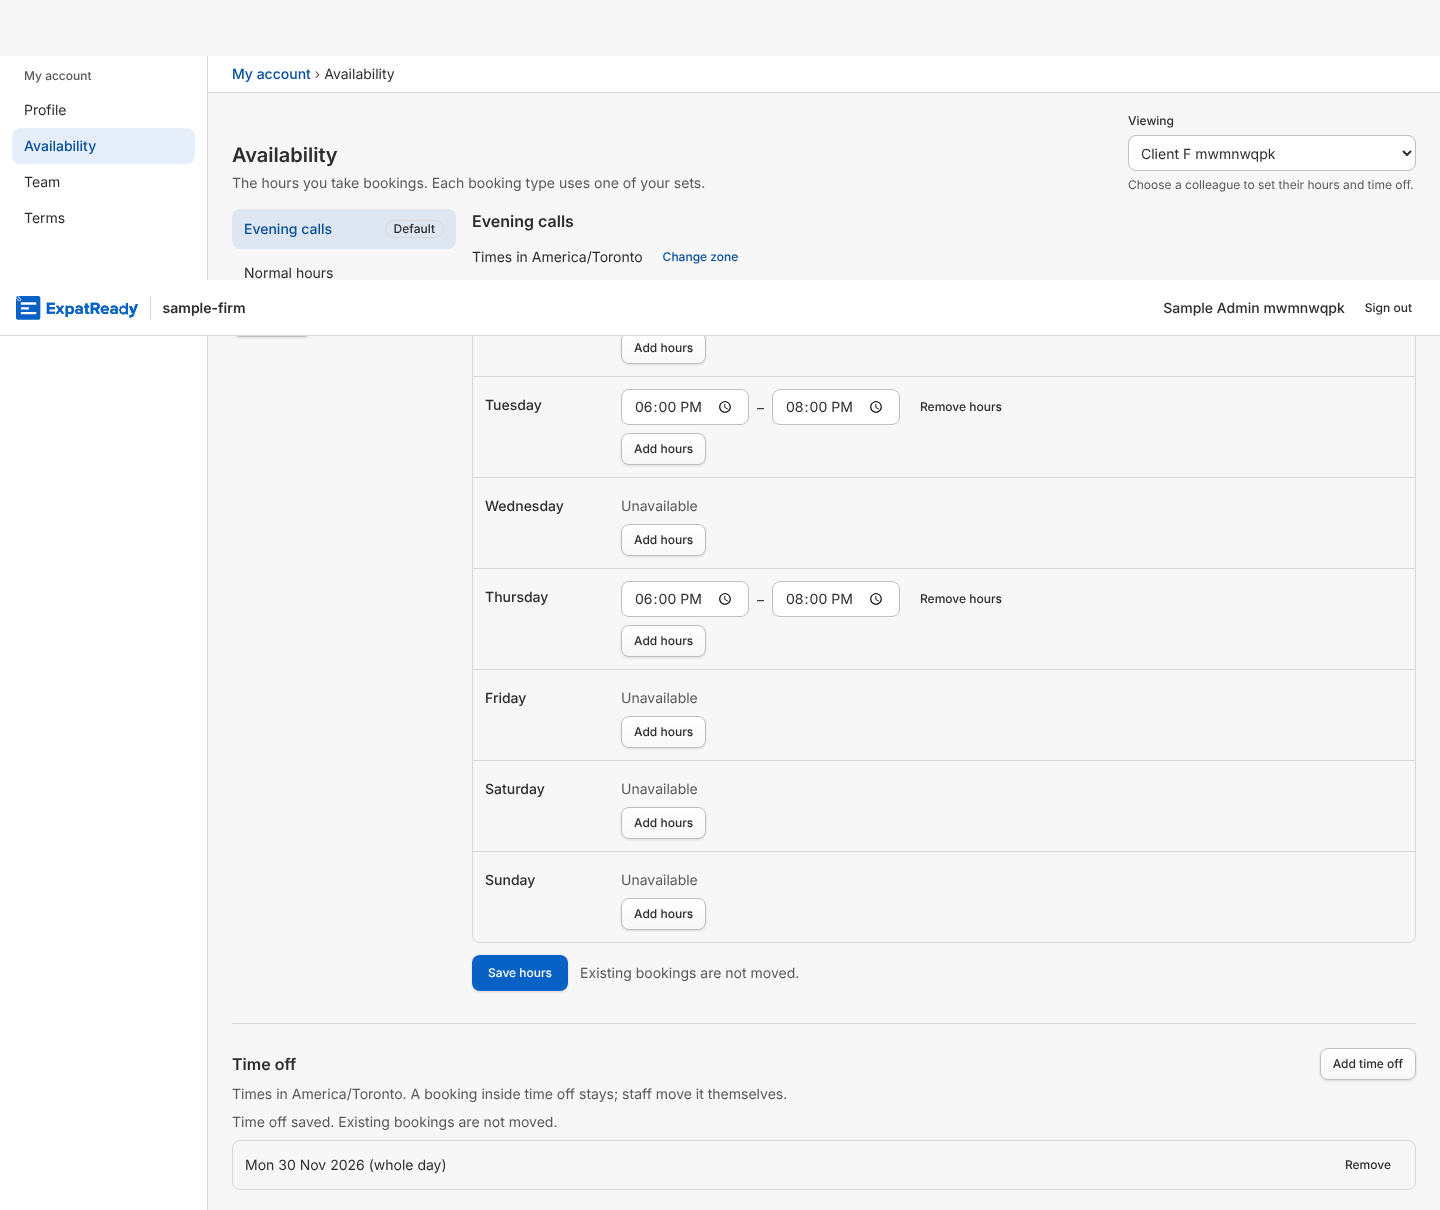 My account
Profile
Availability
Team
Terms
My account › Availability
Viewing
Client F mwmnwqpk
Choose a colleague to set their hours and time off.
Availability
The hours you take bookings. Each booking type uses one of your sets.
Evening calls Default
Normal hours
Evening calls
Times in America/Toronto Change zone
ExpatReady sample-firm Sample Admin mwmnwqpk Sign out
Add hours
Tuesday 06:00 PM – 08:00 PM Remove hours
Add hours
Wednesday Unavailable
Add hours
Thursday 06:00 PM – 08:00 PM Remove hours
Add hours
Friday Unavailable
Add hours
Saturday Unavailable
Add hours
Sunday Unavailable
Add hours
Save hours Existing bookings are not moved.
Time off Add time off
Times in America/Toronto. A booking inside time off stays; staff move it themselves.
Time off saved. Existing bookings are not moved.
Mon 30 Nov 2026 (whole day) Remove